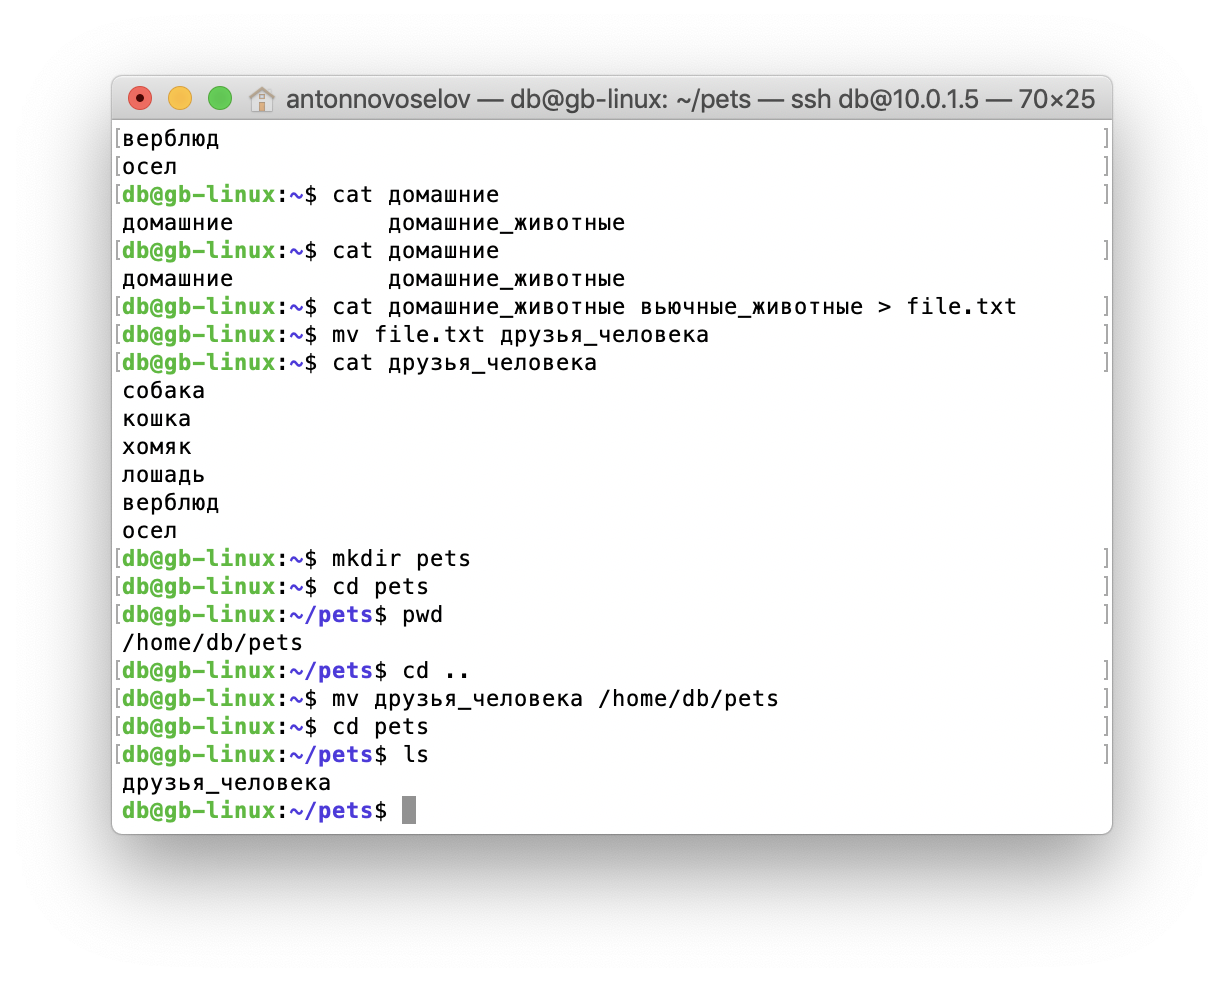 antonnovoselov — db@gb-linux: ~/pets — ssh db@10.0.1.5 — 70×25
[верблюд]
[осел]
[db@gb-linux:~$ cat домашние]
домашние           домашние_животные
[db@gb-linux:~$ cat домашние]
домашние           домашние_животные
[db@gb-linux:~$ cat домашние_животные вьючные_животные > file.txt]
[db@gb-linux:~$ mv file.txt друзья_человека]
[db@gb-linux:~$ cat друзья_человека]
собака
кошка
хомяк
лошадь
верблюд
осел
[db@gb-linux:~$ mkdir pets]
[db@gb-linux:~$ cd pets]
[db@gb-linux:~/pets$ pwd]
/home/db/pets
[db@gb-linux:~/pets$ cd ..]
[db@gb-linux:~$ mv друзья_человека /home/db/pets]
[db@gb-linux:~$ cd pets]
[db@gb-linux:~/pets$ ls]
друзья_человека
db@gb-linux:~/pets$